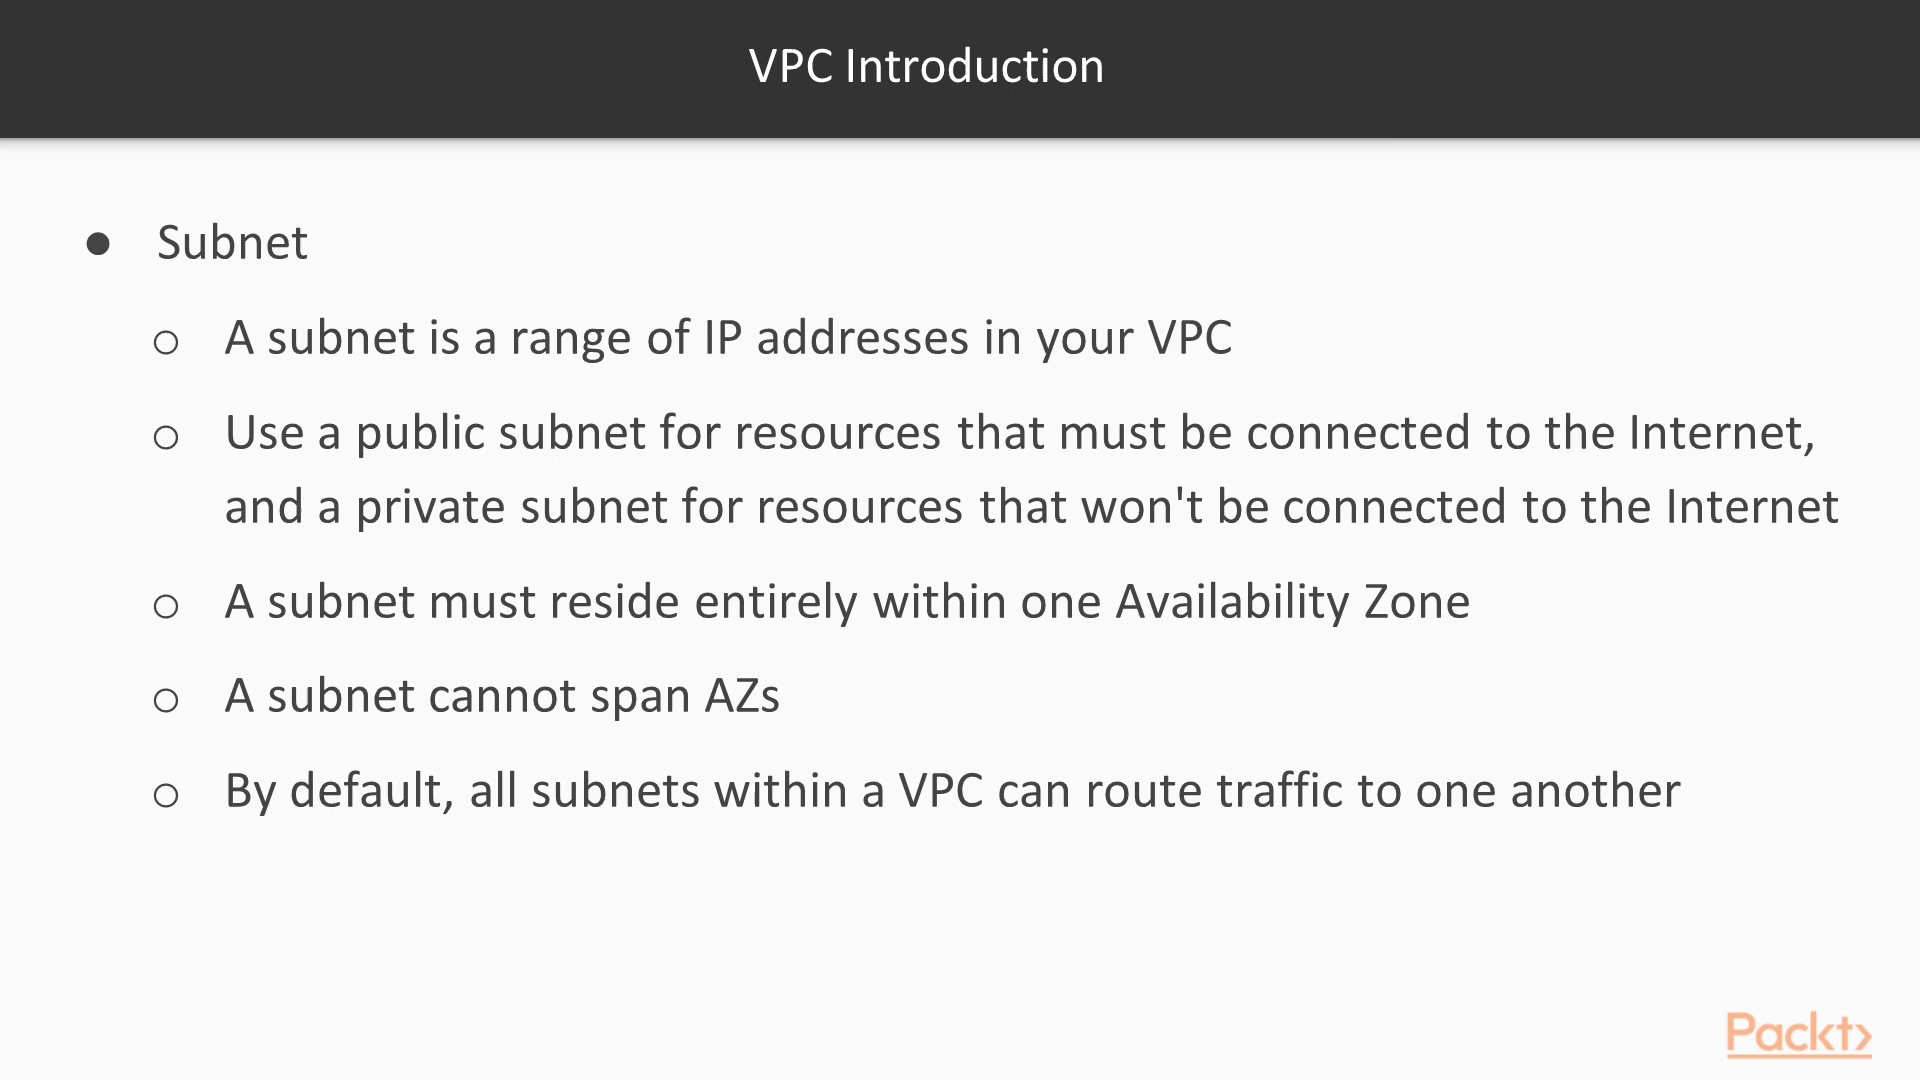 VPC Introduction
● Subnet
○ A subnet is a range of IP addresses in your VPC
○ Use a public subnet for resources that must be connected to the Internet,
and a private subnet for resources that won't be connected to the Internet
○ A subnet must reside entirely within one Availability Zone
○ A subnet cannot span AZs
○ By default, all subnets within a VPC can route traffic to one another
Packt>